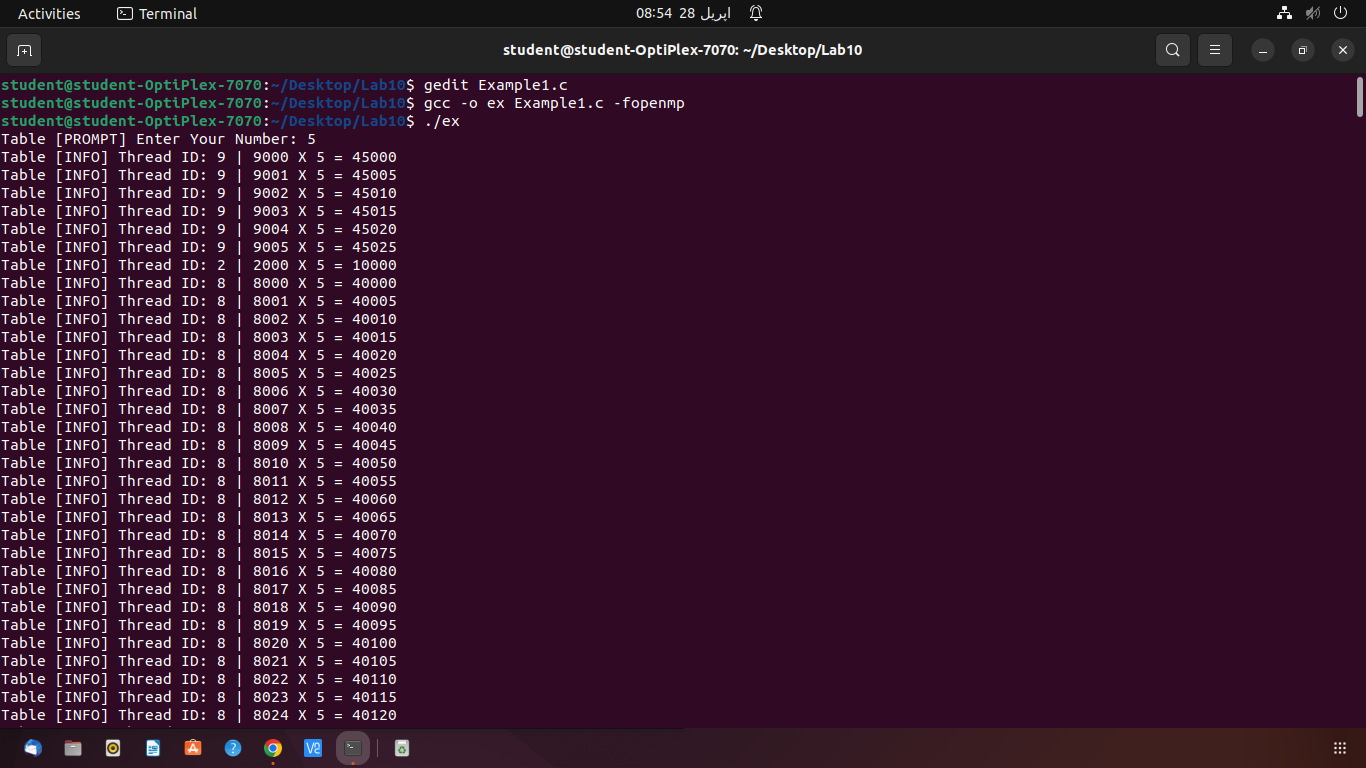 Activities
Terminal
08:54 28 اپریل
student@student-OptiPlex-7070: ~/Desktop/Lab10
student@student-OptiPlex-7070:~/Desktop/Lab10$ gedit Example1.c
student@student-OptiPlex-7070:~/Desktop/Lab10$ gcc -o ex Example1.c -fopenmp
student@student-OptiPlex-7070:~/Desktop/Lab10$ ./ex
Table [PROMPT] Enter Your Number: 5
Table [INFO] Thread ID: 9 | 9000 X 5 = 45000
Table [INFO] Thread ID: 9 | 9001 X 5 = 45005
Table [INFO] Thread ID: 9 | 9002 X 5 = 45010
Table [INFO] Thread ID: 9 | 9003 X 5 = 45015
Table [INFO] Thread ID: 9 | 9004 X 5 = 45020
Table [INFO] Thread ID: 9 | 9005 X 5 = 45025
Table [INFO] Thread ID: 2 | 2000 X 5 = 10000
Table [INFO] Thread ID: 8 | 8000 X 5 = 40000
Table [INFO] Thread ID: 8 | 8001 X 5 = 40005
Table [INFO] Thread ID: 8 | 8002 X 5 = 40010
Table [INFO] Thread ID: 8 | 8003 X 5 = 40015
Table [INFO] Thread ID: 8 | 8004 X 5 = 40020
Table [INFO] Thread ID: 8 | 8005 X 5 = 40025
Table [INFO] Thread ID: 8 | 8006 X 5 = 40030
Table [INFO] Thread ID: 8 | 8007 X 5 = 40035
Table [INFO] Thread ID: 8 | 8008 X 5 = 40040
Table [INFO] Thread ID: 8 | 8009 X 5 = 40045
Table [INFO] Thread ID: 8 | 8010 X 5 = 40050
Table [INFO] Thread ID: 8 | 8011 X 5 = 40055
Table [INFO] Thread ID: 8 | 8012 X 5 = 40060
Table [INFO] Thread ID: 8 | 8013 X 5 = 40065
Table [INFO] Thread ID: 8 | 8014 X 5 = 40070
Table [INFO] Thread ID: 8 | 8015 X 5 = 40075
Table [INFO] Thread ID: 8 | 8016 X 5 = 40080
Table [INFO] Thread ID: 8 | 8017 X 5 = 40085
Table [INFO] Thread ID: 8 | 8018 X 5 = 40090
Table [INFO] Thread ID: 8 | 8019 X 5 = 40095
Table [INFO] Thread ID: 8 | 8020 X 5 = 40100
Table [INFO] Thread ID: 8 | 8021 X 5 = 40105
Table [INFO] Thread ID: 8 | 8022 X 5 = 40110
Table [INFO] Thread ID: 8 | 8023 X 5 = 40115
Table [INFO] Thread ID: 8 | 8024 X 5 = 40120